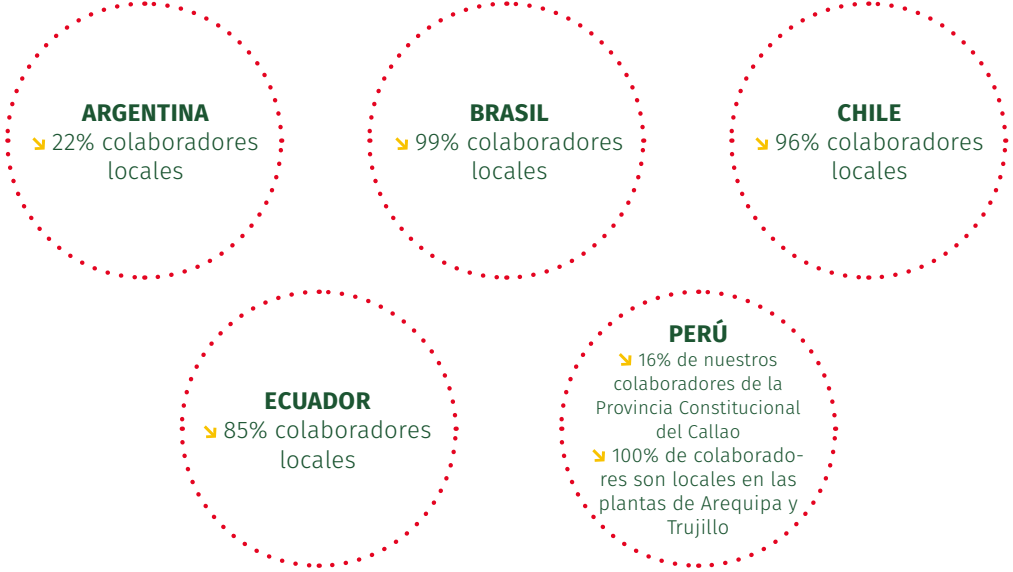 ARGENTINA
↘ 22% colaboradores
locales
BRASIL
↘ 99% colaboradores
locales
CHILE
↘ 96% colaboradores
locales
ECUADOR
↘ 85% colaboradores
locales
PERÚ
↘ 16% de nuestros
colaboradores de la
Provincia Constitucional
del Callao
↘ 100% de colaborado-
res son locales en las
plantas de Arequipa y
Trujillo